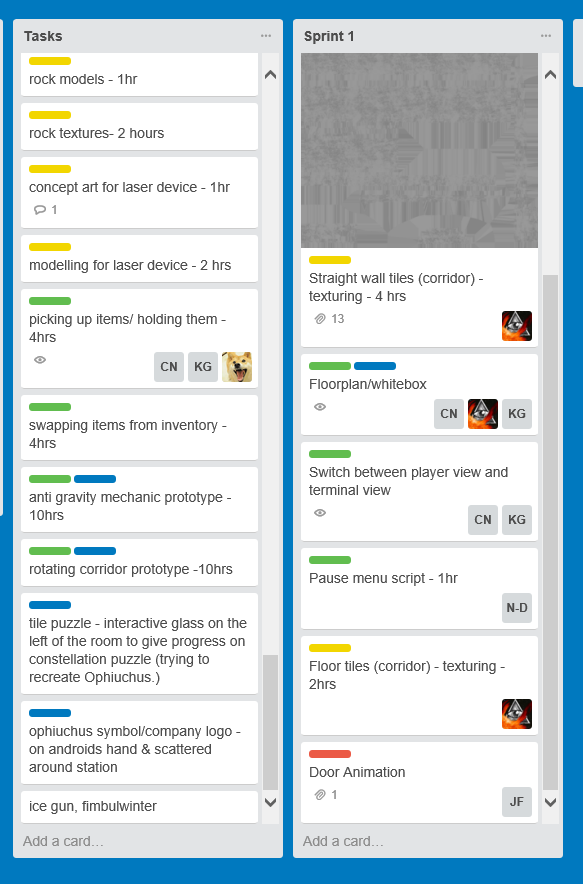 Tasks
rock models - 1hr
rock textures- 2 hours
concept art for laser device - 1hr
1
modelling for laser device - 2 hrs
picking up items/ holding them -
4hrs
CN KG
swapping items from inventory -
4hrs
anti gravity mechanic prototype -
10hrs
rotating corridor prototype -10hrs
tile puzzle - interactive glass on the
left of the room to give progress on
constellation puzzle (trying to
recreate Ophiuchus.)
ophiuchus symbol/company logo -
on androids hand & scattered
around station
ice gun, fimbulwinter
Add a card...
Sprint 1
Straight wall tiles (corridor) -
texturing - 4 hrs
13
Floorplan/whitebox
CN KG
Switch between player view and
terminal view
CN KG
Pause menu script - 1hr
N-D
Floor tiles (corridor) - texturing -
2hrs
Door Animation
1
JF
Add a card...